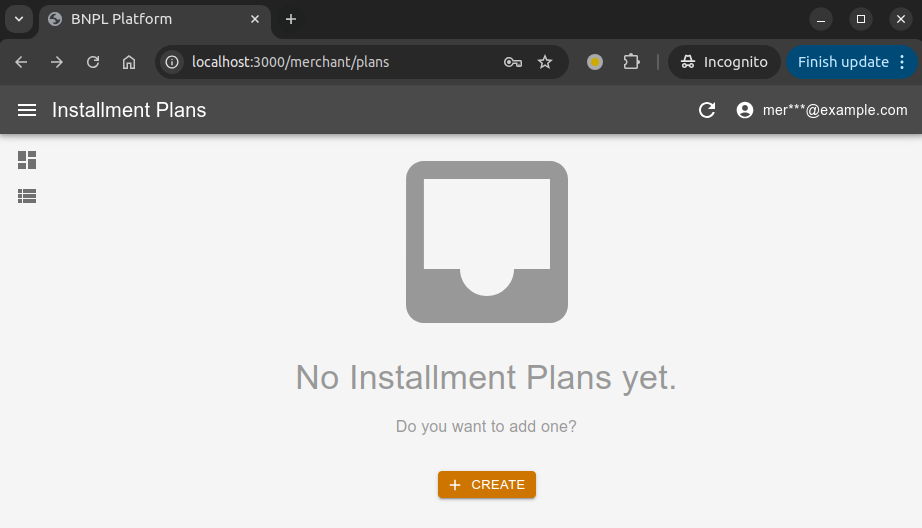 BNPL Platform
localhost:3000/merchant/plans
Incognito
Finish update
Installment Plans
mer***@example.com
No Installment Plans yet.
Do you want to add one?
+ CREATE